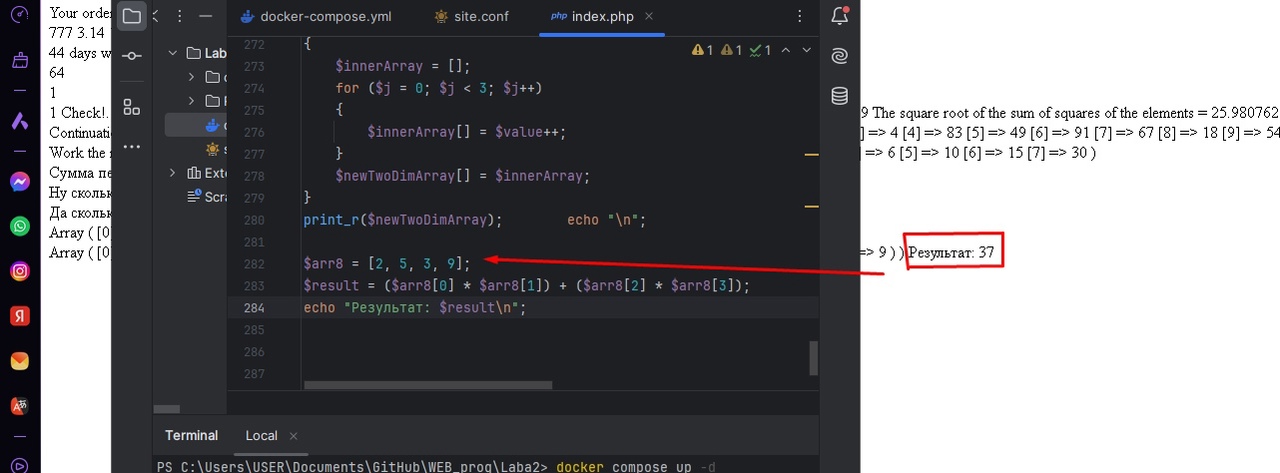 Your orde
777 3.14
44 days w
64
1
1 Check!.
Continuati
Work the
Сумма пе
Ну сколь
Да скольк
Array ( [0
Array ( [0
docker-compose.yml
site.conf
php index.php
Lab
Exte
Scra
1 1 1
272 {
273 $innerArray = [];
274 for ($j = 0; $j < 3; $j++)
275 {
276 $innerArray[] = $value++;
277 }
278 $newTwoDimArray[] = $innerArray;
279 }
280 print_r($newTwoDimArray); echo "\n";
281
282 $arr8 = [2, 5, 3, 9];
283 $result = ($arr8[0] * $arr8[1]) + ($arr8[2] * $arr8[3]);
284 echo "Результат: $result\n";
285
286
287
Terminal Local
PS C:\Users\USER\Documents\GitHub\WEB_prog\Laba2> docker compose up -d
9 The square root of the sum of squares of the elements = 25.980762
] => 4 [4] => 83 [5] => 49 [6] => 91 [7] => 67 [8] => 18 [9] => 54
] => 6 [5] => 10 [6] => 15 [7] => 30 )
=> 9 ) ) Результат: 37